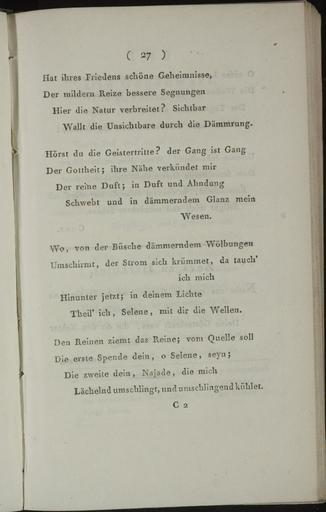 ( 27 )
Hat ihres Friedens schöne Geheimnisse,
Der mildern Reize bessere Segnungen
Hier die Natur verbreitet? Sichtbar
Wallt die Unsichtbare durch die Dämmrung.
Hörst du die Geistertritte? der Gang ist Gang
Der Gottheit; ihre Nähe verkündet mir
Der reine Duft; in Duft und Ahndung
Schwebt und in dämmerndem Glanz mein
Wesen.
Wo, von der Büsche dämmerndem Wölbungen
Umschirmt, der Strom sich krümmet, da tauch'
ich mich
Hinunter jetzt; in deinem Lichte
Theil' ich, Selene, mit dir die Wellen.
Den Reinen ziemt das Reine; vom Quelle soll
Die erste Spende dein, o Selene, seyn;
Die zweite dein, Najade, die mich
Lächelnd umschlingt, und umschlingend kühlet.
C 2